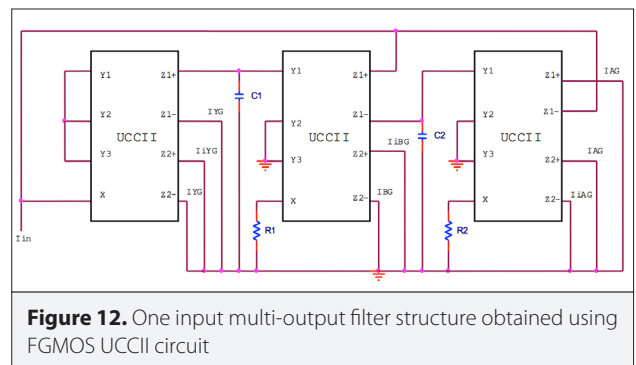 Y1
Z1+
Y2
Z1-
UCCII
Y3
Z2+
X
Z2-
IYG
IiYG
IYG
Iin
C1
Y1
Z1+
Y2
Z1-
UCCII
Y3
Z2+
X
Z2-
IiBG
IBG
R1
C2
Y1
Z1+
Y2
Z1-
UCCII
Y3
Z2+
X
Z2-
IAG
IAG
IiAG
R2
Figure 12. One input multi-output filter structure obtained using
FGMOS UCCII circuit